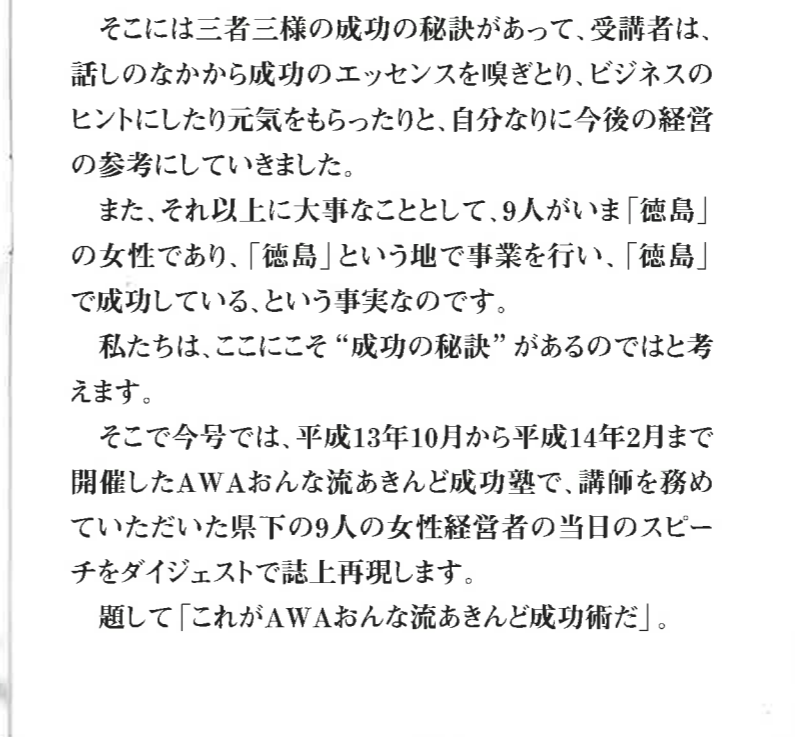 そこには三者三様の成功の秘訣があって、受講者は、
話しのなかから成功のエッセンスを嗅ぎとり、ビジネスの
ヒントにしたり元気をもらったりと、自分なりに今後の経営
の参考にしていきました。
また、それ以上に大事なこととして、9人がいま「徳島」
の女性であり、「徳島」という地で事業を行い、「徳島」
で成功している、という事実なのです。
私たちは、ここにこそ“成功の秘訣”があるのではと考
えます。
そこで今号では、平成13年10月から平成14年2月まで
開催したAWAおんな流あきんど成功塾で、講師を務め
ていただいた県下の9人の女性経営者の当日のスピー
チをダイジェストで誌上再現します。
題して「これがAWAおんな流あきんど成功術だ」。